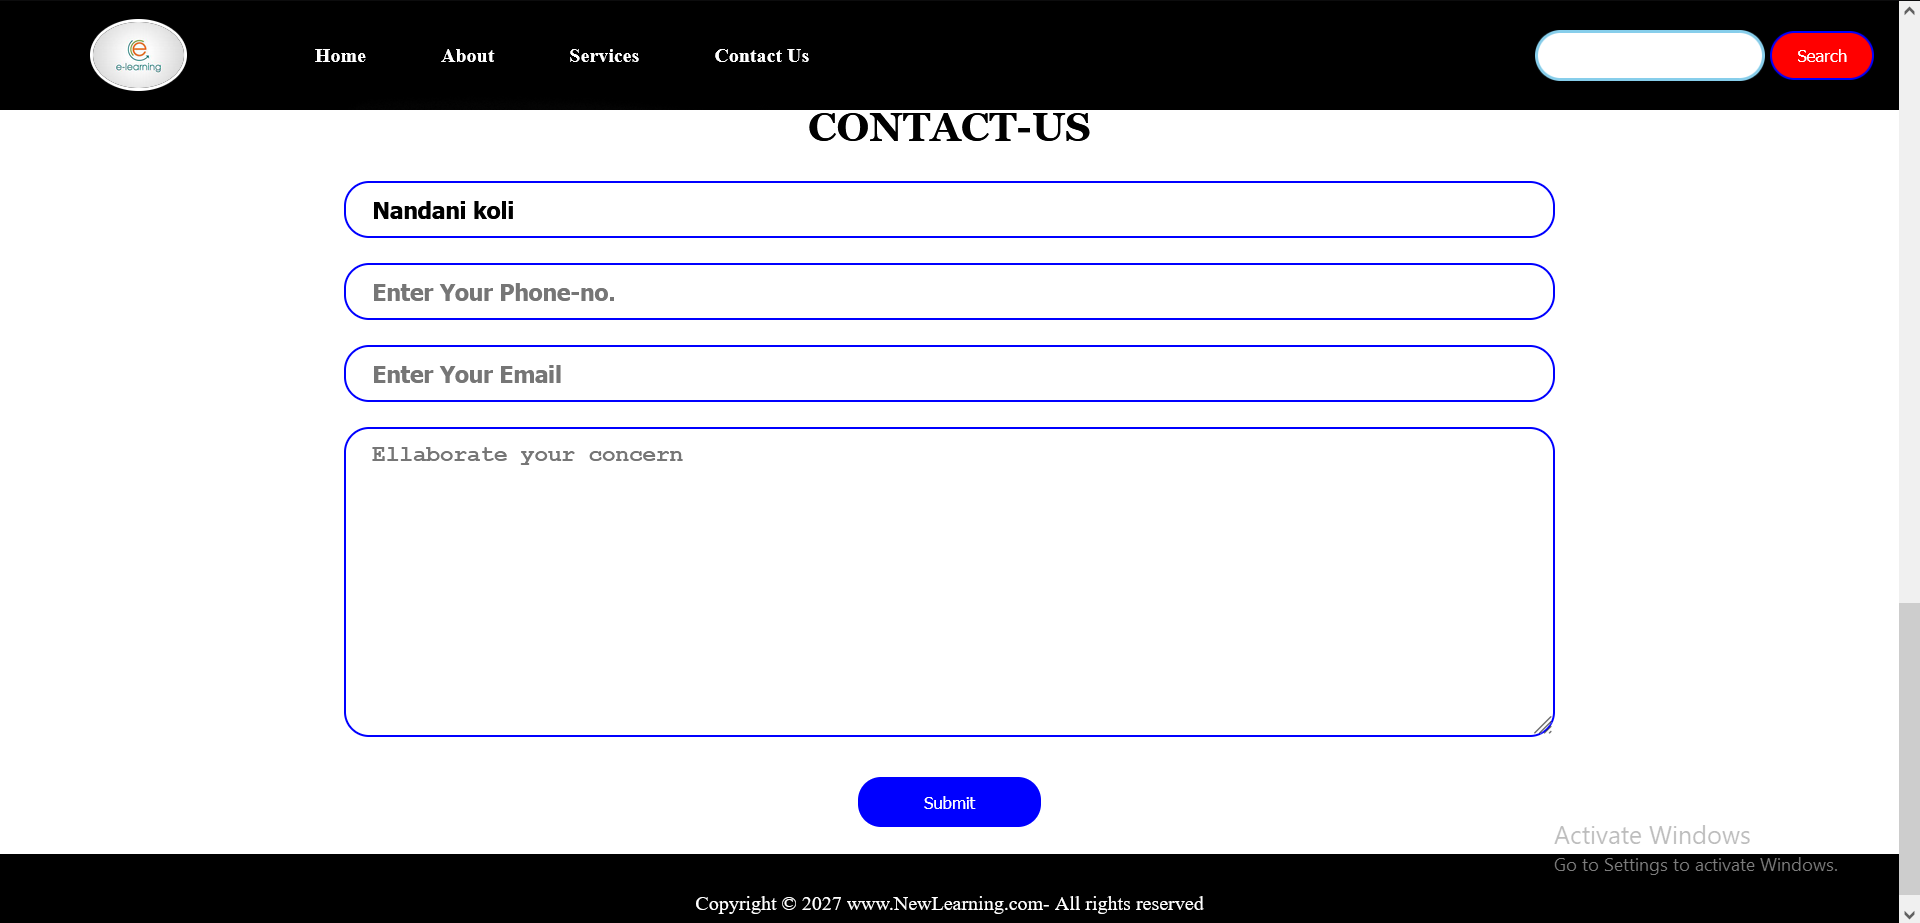 e
e-learning
Home
About
Services
Contact Us
Search
CONTACT-US
Nandani koli
Enter Your Phone-no.
Enter Your Email
Ellaborate your concern
Submit
Activate Windows
Go to Settings to activate Windows.
Copyright © 2027 www.NewLearning.com- All rights reserved